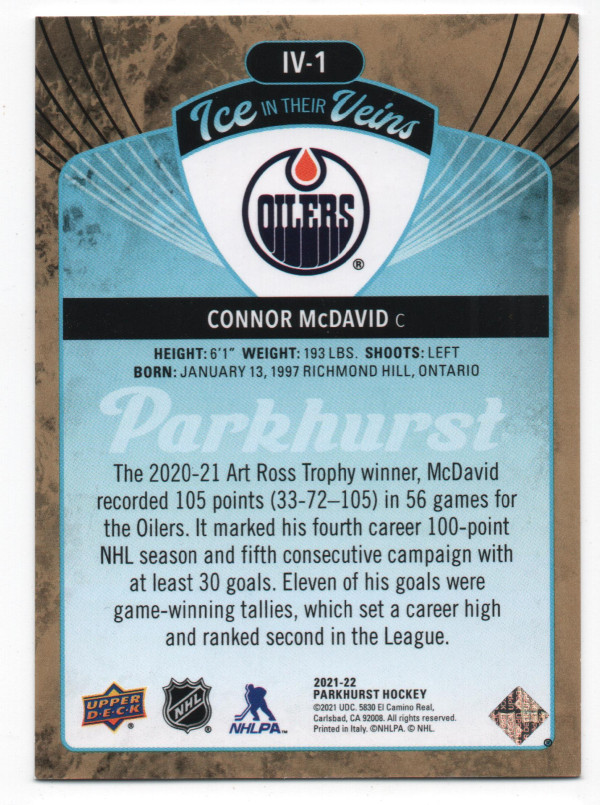 IV-1
Ice IN THEIR Veins
OILERS
®
CONNOR McDAVID C
HEIGHT: 6'1" WEIGHT: 193 LBS. SHOOTS: LEFT
BORN: JANUARY 13, 1997 RICHMOND HILL, ONTARIO
Parkhurst
The 2020-21 Art Ross Trophy winner, McDavid
recorded 105 points (33-72–105) in 56 games for
the Oilers. It marked his fourth career 100-point
NHL season and fifth consecutive campaign with
at least 30 goals. Eleven of his goals were
game-winning tallies, which set a career high
and ranked second in the League.
UPPER
D•E•C•K
®
NHL
®
NHLPA™
2021-22
PARKHURST HOCKEY
©2021 UDC. 5830 El Camino Real,
Carlsbad, CA 92008. All rights reserved.
Printed in Italy. ©NHLPA. © NHL.
®